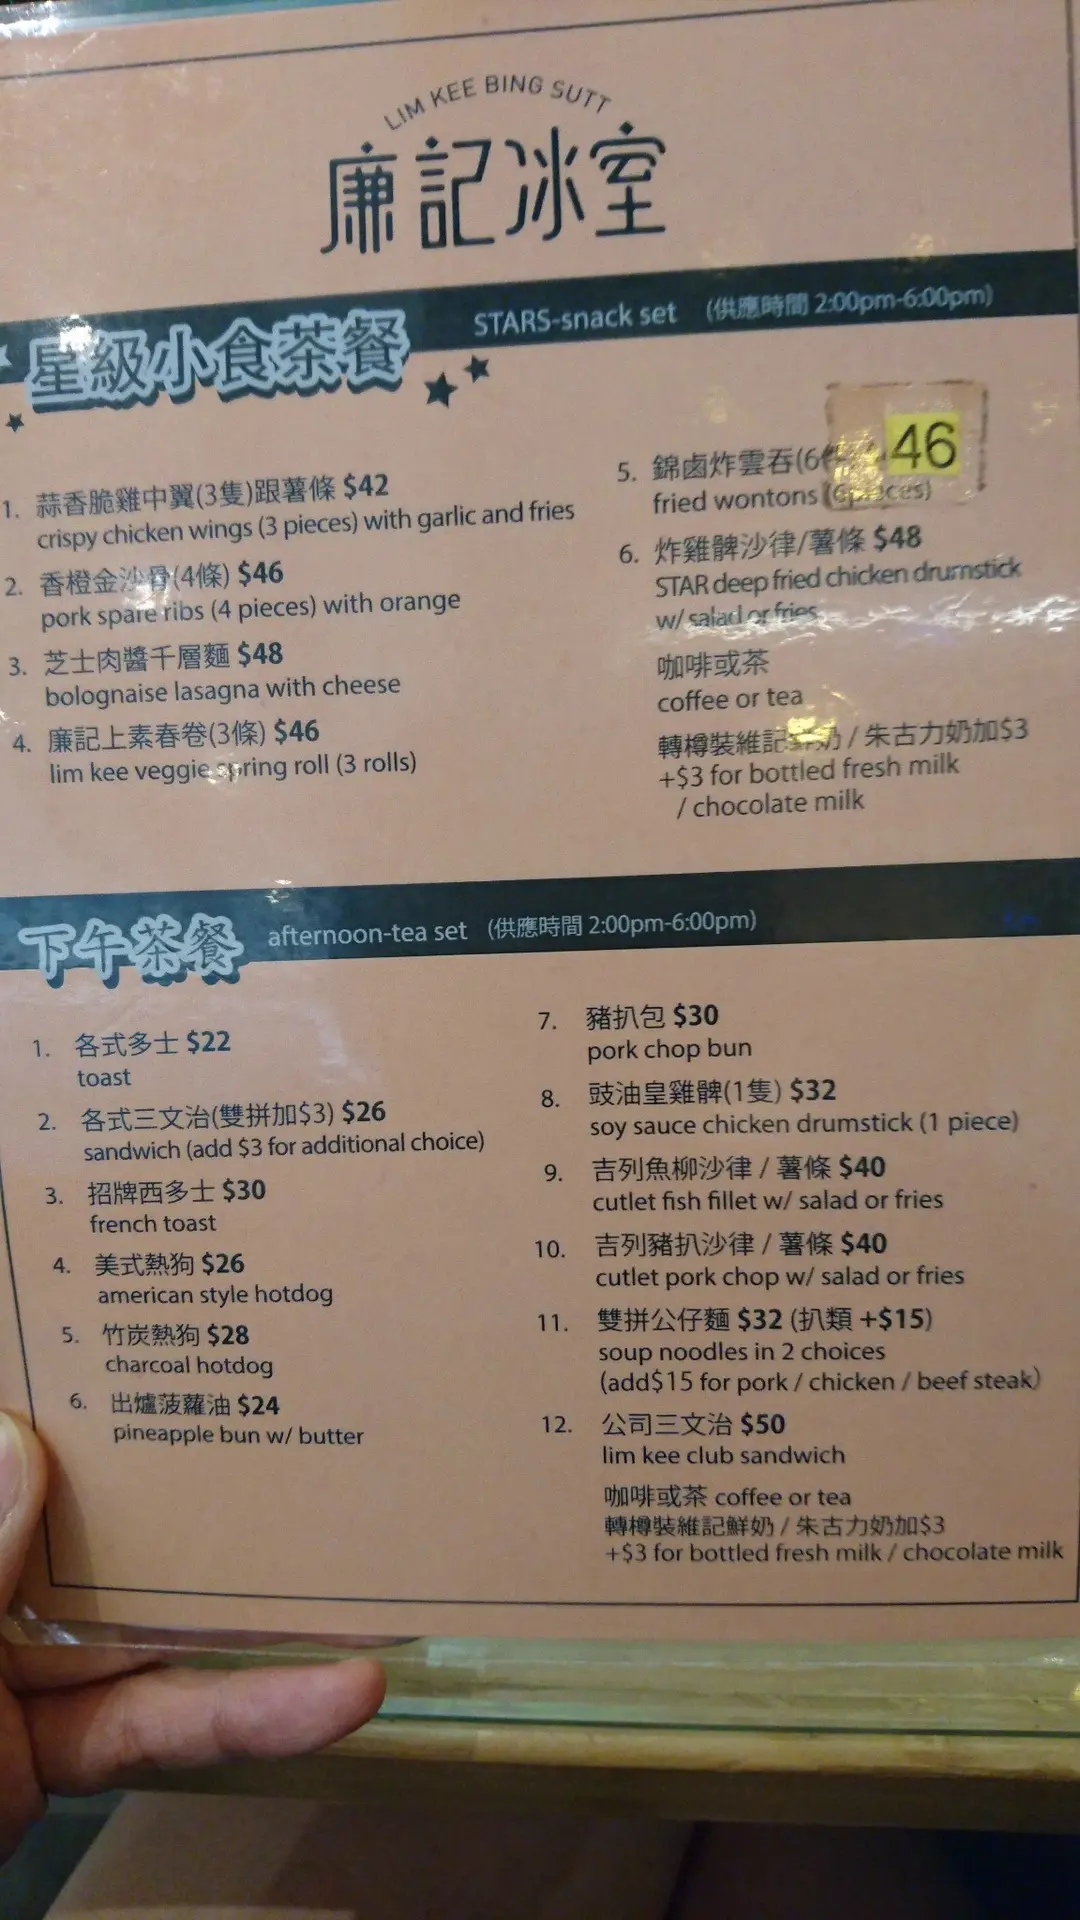 LIM KEE BING SUTT
廉記冰室
星級小食茶餐 STARS-snack set (供應時間 2:00pm-6:00pm)
1. 蒜香脆雞中翼(3隻)跟薯條 $42
crispy chicken wings (3 pieces) with garlic and fries
2. 香橙金沙骨(4條) $46
pork spare ribs (4 pieces) with orange
3. 芝士肉醬千層麵 $48
bolognaise lasagna with cheese
4. 廉記上素春卷(3條) $46
lim kee veggie spring roll (3 rolls)
5. 錦鹵炸雲吞(6件 46
fried wontons (6pieces)
6. 炸雞髀沙律/薯條 $48
STAR deep fried chicken drumstick
w/ salad or fries
咖啡或茶
coffee or tea
轉樽裝維記鮮奶 / 朱古力奶加$3
+$3 for bottled fresh milk
/ chocolate milk
下午茶餐 afternoon-tea set (供應時間 2:00pm-6:00pm)
1. 各式多士 $22
toast
2. 各式三文治(雙拼加$3) $26
sandwich (add $3 for additional choice)
3. 招牌西多士 $30
french toast
4. 美式熱狗 $26
american style hotdog
5. 竹炭熱狗 $28
charcoal hotdog
6. 出爐菠蘿油 $24
pineapple bun w/ butter
7. 豬扒包 $30
pork chop bun
8. 豉油皇雞髀(1隻) $32
soy sauce chicken drumstick (1 piece)
9. 吉列魚柳沙律 / 薯條 $40
cutlet fish fillet w/ salad or fries
10. 吉列豬扒沙律 / 薯條 $40
cutlet pork chop w/ salad or fries
11. 雙拼公仔麵 $32 (扒類 +$15)
soup noodles in 2 choices
(add$15 for pork / chicken / beef steak)
12. 公司三文治 $50
lim kee club sandwich
咖啡或茶 coffee or tea
轉樽裝維記鮮奶 / 朱古力奶加$3
+$3 for bottled fresh milk / chocolate milk